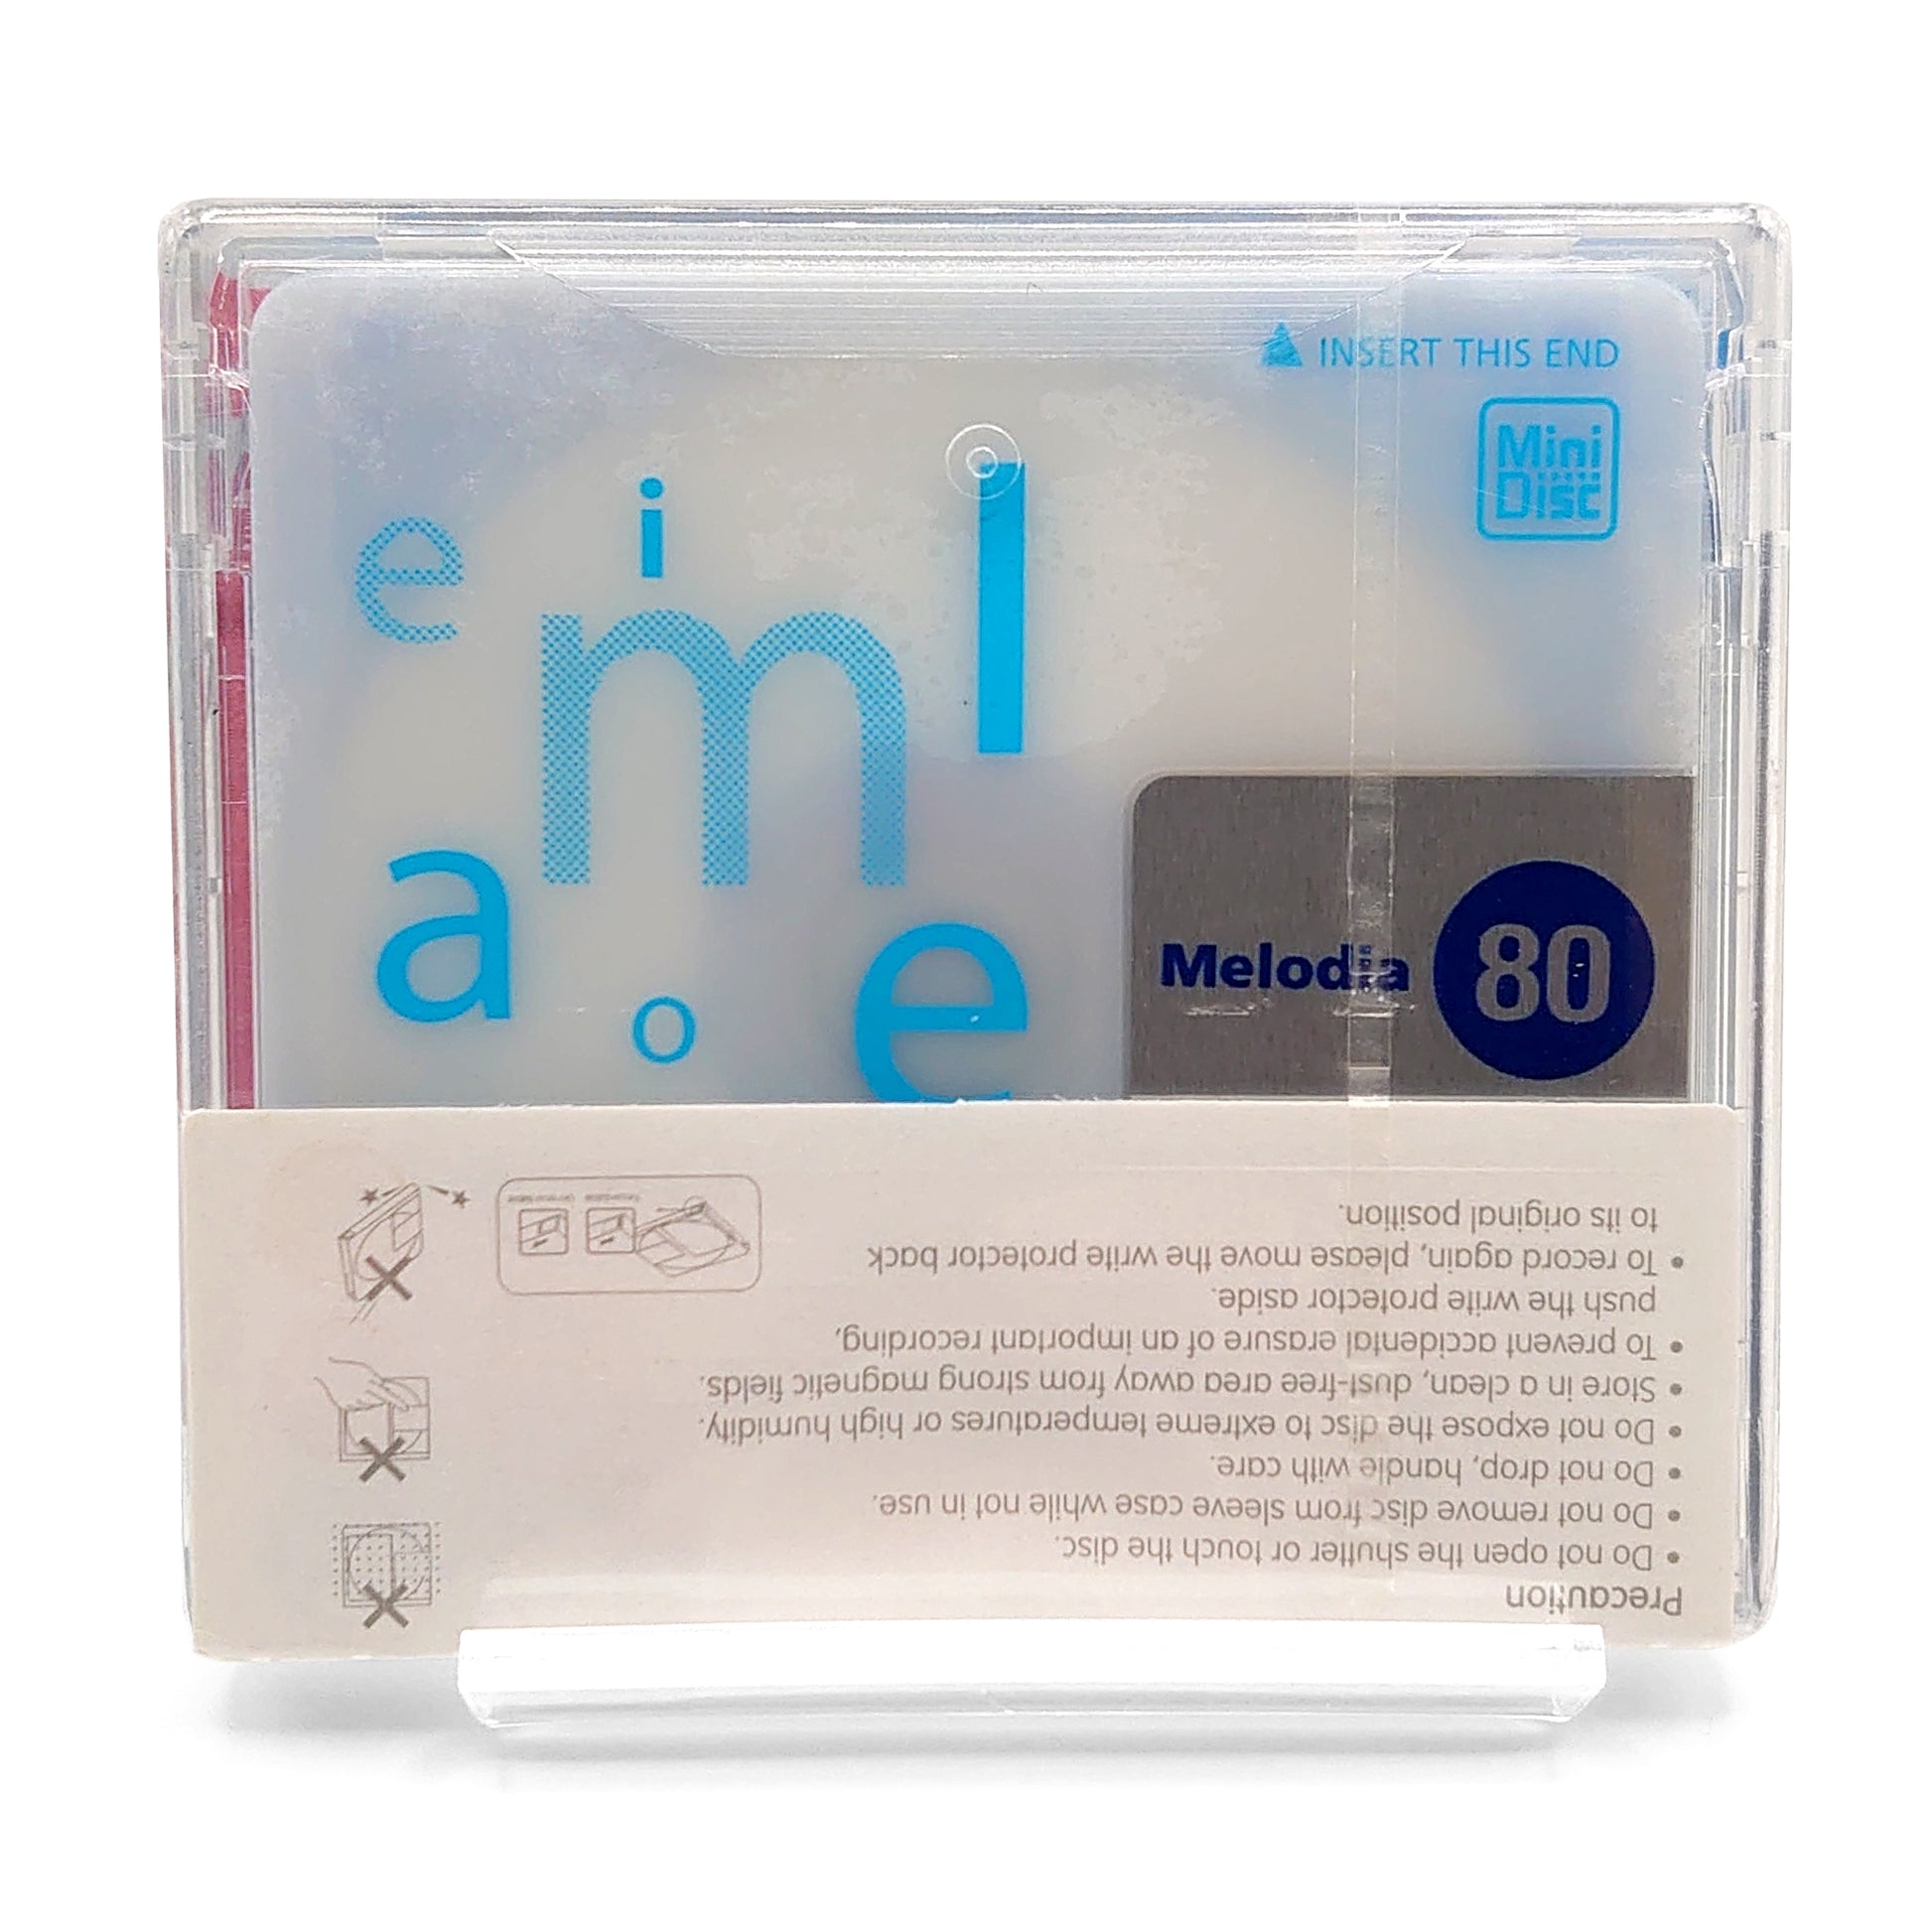 ▲ INSERT THIS END
Mini
Disc
e
i
l
m
a
o
e
Melodia
80
Precaution
• Do not open the shutter or touch the disc.
• Do not remove disc from sleeve case while not in use.
• Do not drop, handle with care.
• Do not expose the disc to extreme temperatures or high humidity.
• Store in a clean, dust-free area away from strong magnetic fields.
• To prevent accidental erasure of an important recording,
push the write protector aside.
• To record again, please move the write protector back
to its original position.